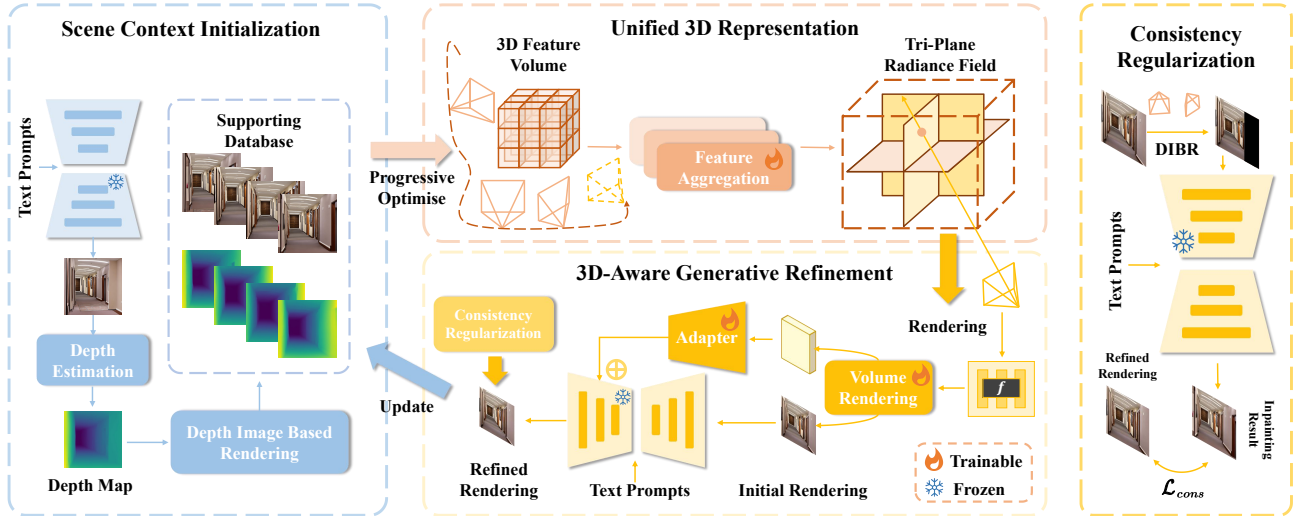 Scene Context Initialization
Text Prompts
Supporting
Database
Depth
Estimation
Depth Map
Depth Image Based
Rendering
Progressive
Optimise
Update
Unified 3D Representation
3D Feature
Volume
Feature
Aggregation
Tri-Plane
Radiance Field
3D-Aware Generative Refinement
Consistency
Regularization
Refined
Rendering
Adapter
Text Prompts
Volume
Rendering
Initial Rendering
Rendering
f
Trainable
Frozen
Consistency
Regularization
DIBR
Text Prompts
Refined
Rendering
Inpainting
Result
𝓛cons